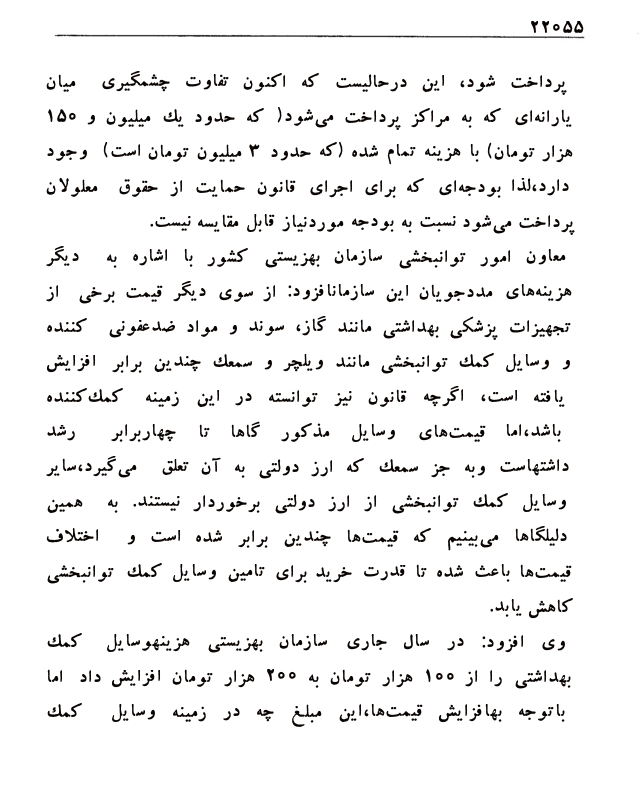 ۲۲۰۵۵
پرداخت شود، این درحالیست که اکنون تفاوت چشمگیری میان
یارانه‌ای که به مراکز پرداخت می‌شود( که حدود یك میلیون و ۱۵۰
هزار تومان) با هزینه تمام شده (که حدود ۳ میلیون تومان است) وجود
دارد،لذا بودجه‌ای که برای اجرای قانون حمایت از حقوق معلولان
پرداخت می‌شود نسبت به بودجه موردنیاز قابل مقایسه نیست.
معاون امور توانبخشی سازمان بهزیستی کشور با اشاره به دیگر
هزینه‌های مددجویان این سازمانافزود: از سوی دیگر قیمت برخی از
تجهیزات پزشکی بهداشتی مانند گاز، سوند و مواد ضدعفونی کننده
و وسایل کمك توانبخشی مانند ویلچر و سمعك چندین برابر افزایش
یافته است، اگرچه قانون نیز توانسته در این زمینه کمك‌کننده
باشد،اما قیمت‌های وسایل مذکور گاها تا چهاربرابر رشد
داشتهاست وبه جز سمعك که ارز دولتی به آن تعلق می‌گیرد،سایر
وسایل کمك توانبخشی از ارز دولتی برخوردار نیستند. به همین
دلیلگاها می‌بینیم که قیمت‌ها چندین برابر شده است و اختلاف
قیمت‌ها باعث شده تا قدرت خرید برای تامین وسایل کمك توانبخشی
کاهش یابد.
وی افزود: در سال جاری سازمان بهزیستی هزینهوسایل کمك
بهداشتی را از ۱۰۰ هزار تومان به ۲۰۰ هزار تومان افزایش داد اما
باتوجه بهافزایش قیمت‌ها،این مبلغ چه در زمینه وسایل کمك